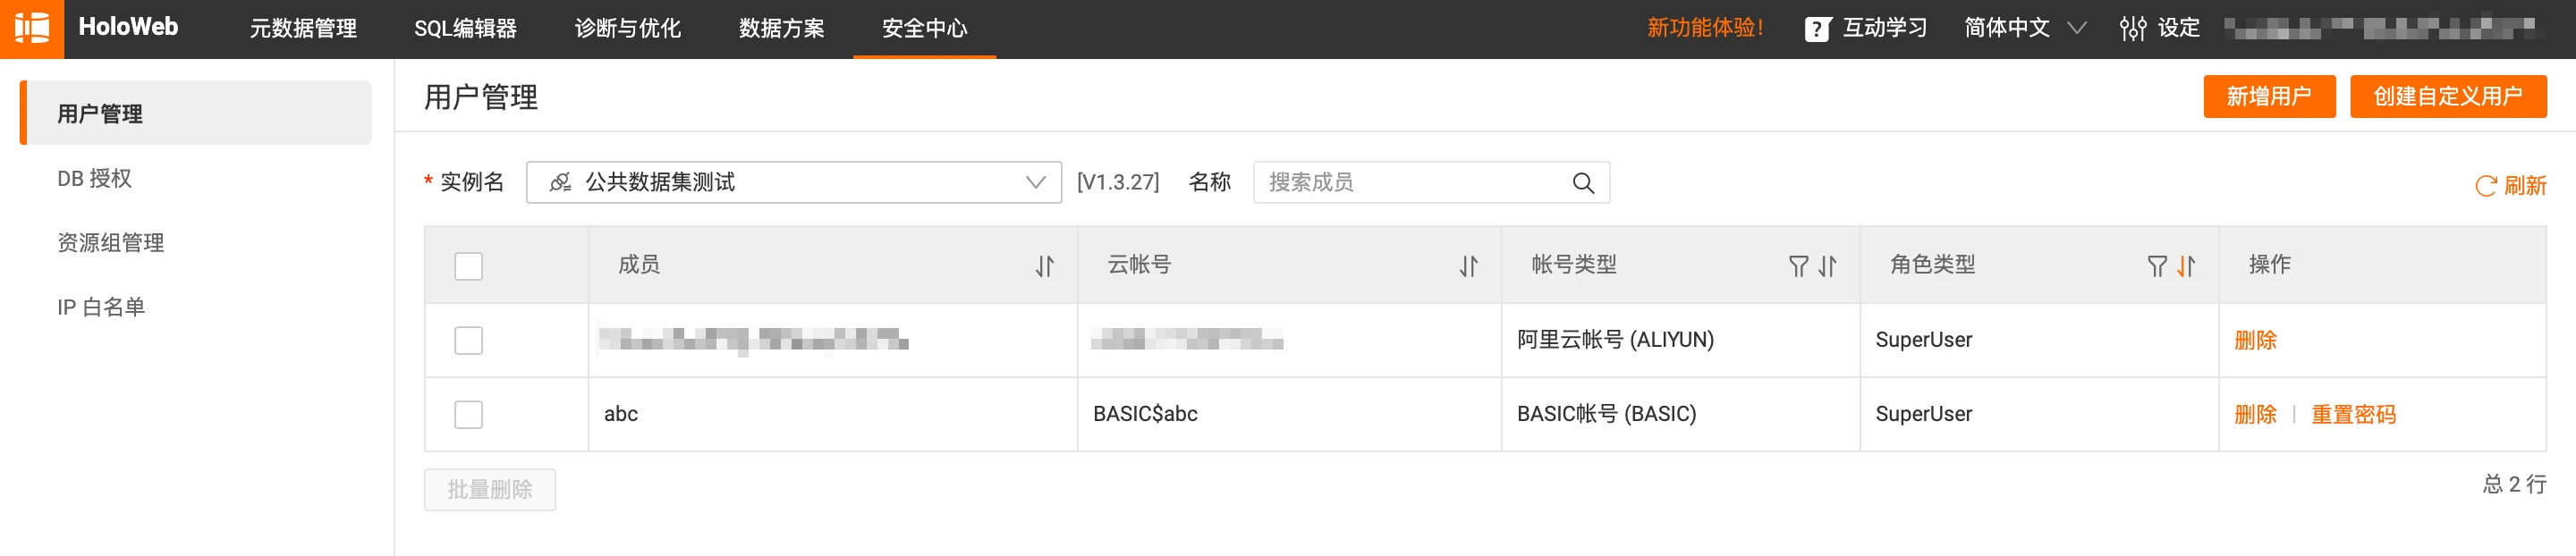 HoloWeb 元数据管理 SQL编辑器 诊断与优化 数据方案 安全中心 新功能体验! 互动学习 简体中文 设定
用户管理
DB 授权
资源组管理
IP 白名单
用户管理 新增用户 创建自定义用户
* 实例名 公共数据集测试 [V1.3.27] 名称 搜索成员 刷新
成员 云帐号 帐号类型 角色类型 操作
阿里云帐号 (ALIYUN) SuperUser 删除
abc BASIC$abc BASIC帐号 (BASIC) SuperUser 删除 | 重置密码
批量删除 总 2 行